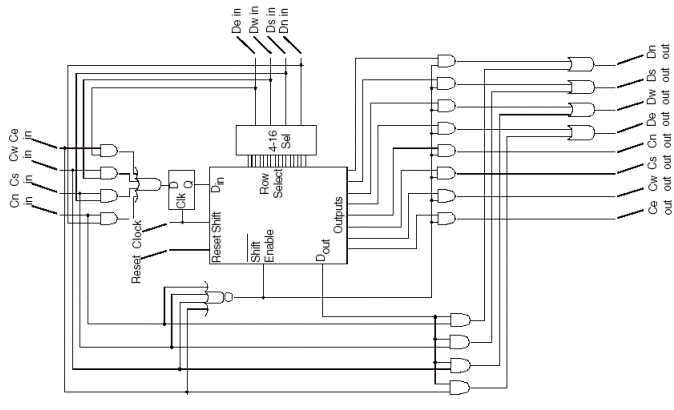 De in
Dw in
Ds in
Dn in
4-16
Sel
Cw Ce
in in
Cn Cs
in in
D Q
Clk
Din
Row
Select
Reset Shift
Shift
Enable
Dout
Outputs
Reset Clock
Dn out
Ds out
Dw out
De out
Cn out
Cs out
Cw out
Ce out